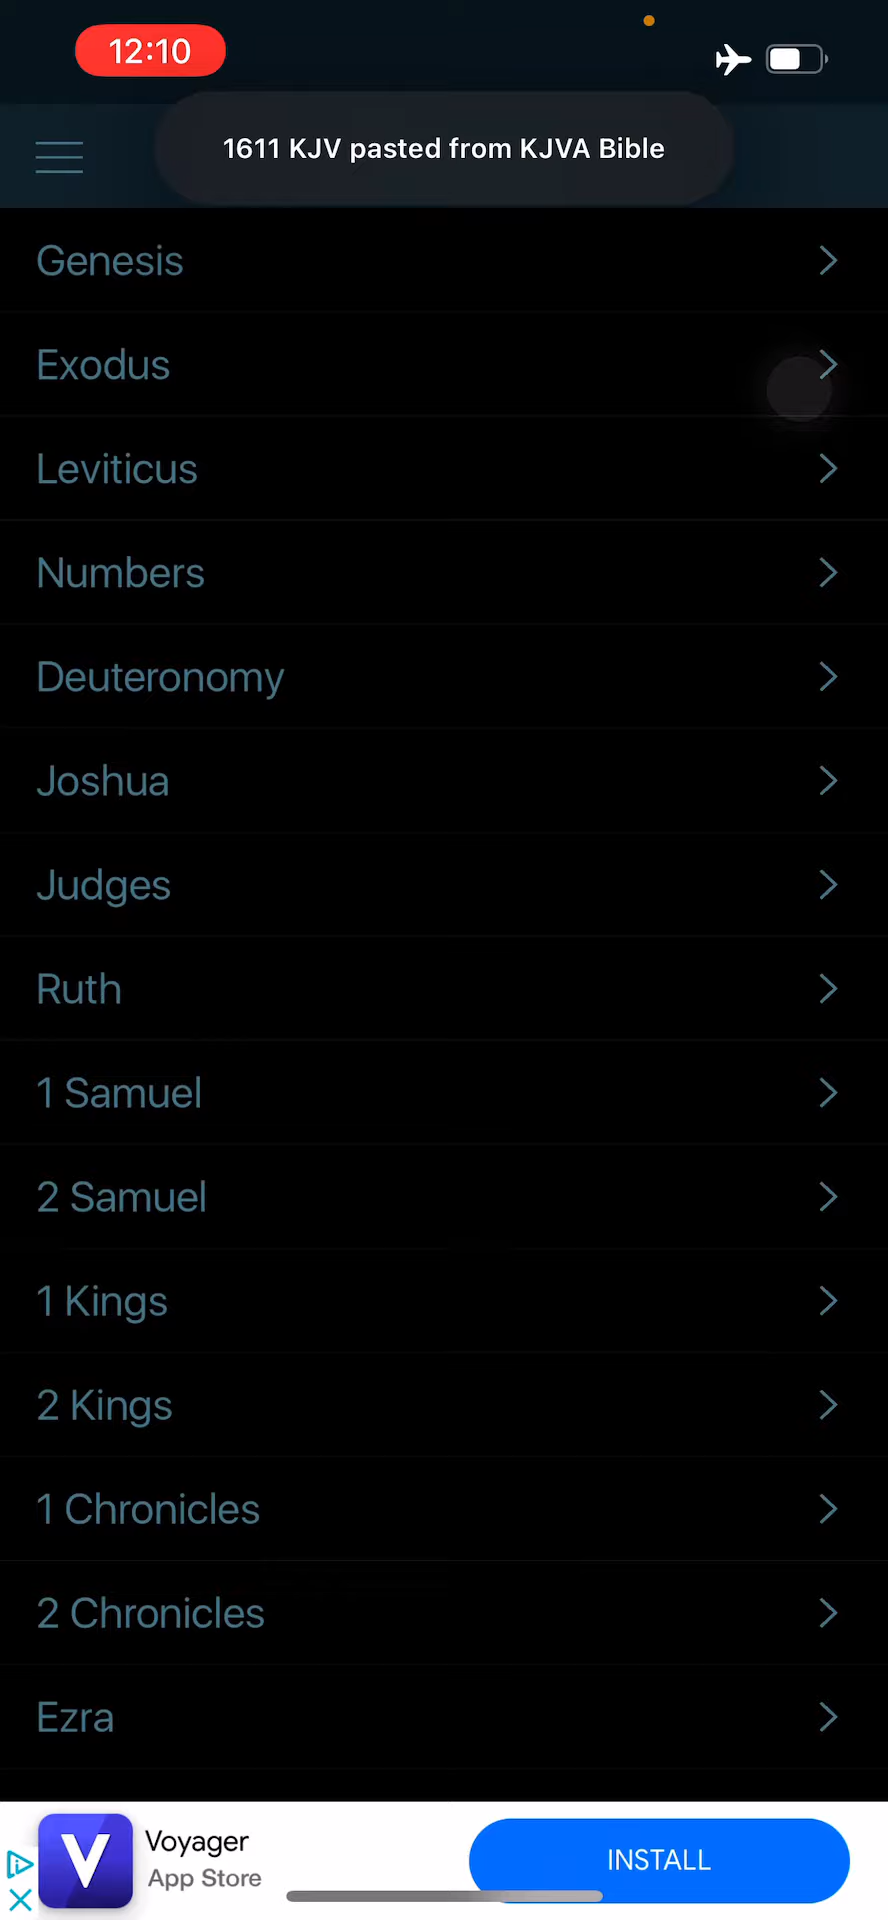 12:10
1611 KJV pasted from KJVA Bible
Genesis
Exodus
Leviticus
Numbers
Deuteronomy
Joshua
Judges
Ruth
1 Samuel
2 Samuel
1 Kings
2 Kings
1 Chronicles
2 Chronicles
Ezra
V
Voyager
App Store
INSTALL